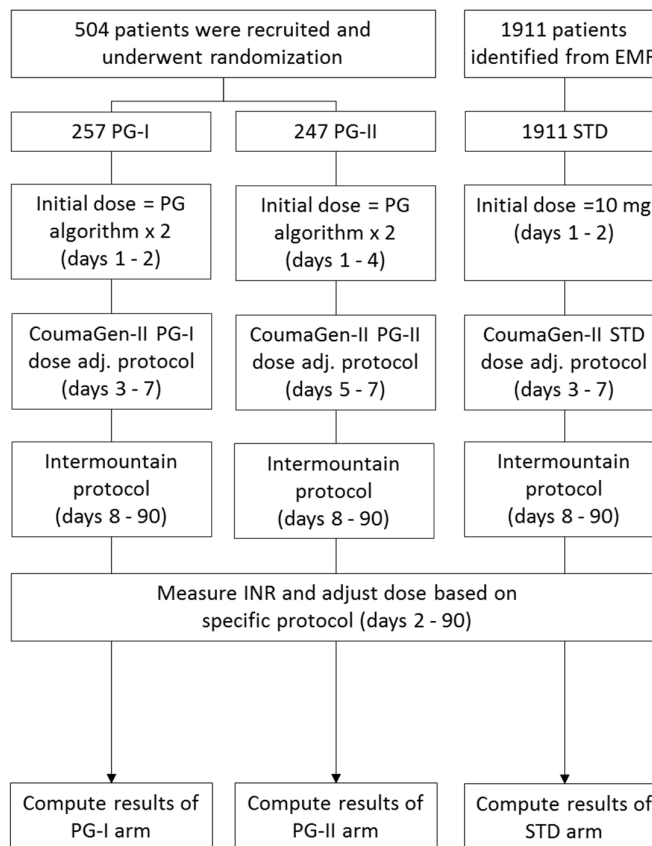 504 patients were recruited and
underwent randomization
1911 patients
identified from EMR
257 PG-I
247 PG-II
1911 STD
Initial dose = PG
algorithm x 2
(days 1 - 2)
Initial dose = PG
algorithm x 2
(days 1 - 4)
Initial dose =10 mg
(days 1 - 2)
CoumaGen-II PG-I
dose adj. protocol
(days 3 - 7)
CoumaGen-II PG-II
dose adj. protocol
(days 5 - 7)
CoumaGen-II STD
dose adj. protocol
(days 3 - 7)
Intermountain
protocol
(days 8 - 90)
Intermountain
protocol
(days 8 - 90)
Intermountain
protocol
(days 8 - 90)
Measure INR and adjust dose based on
specific protocol (days 2 - 90)
Compute results of
PG-I arm
Compute results of
PG-II arm
Compute results of
STD arm